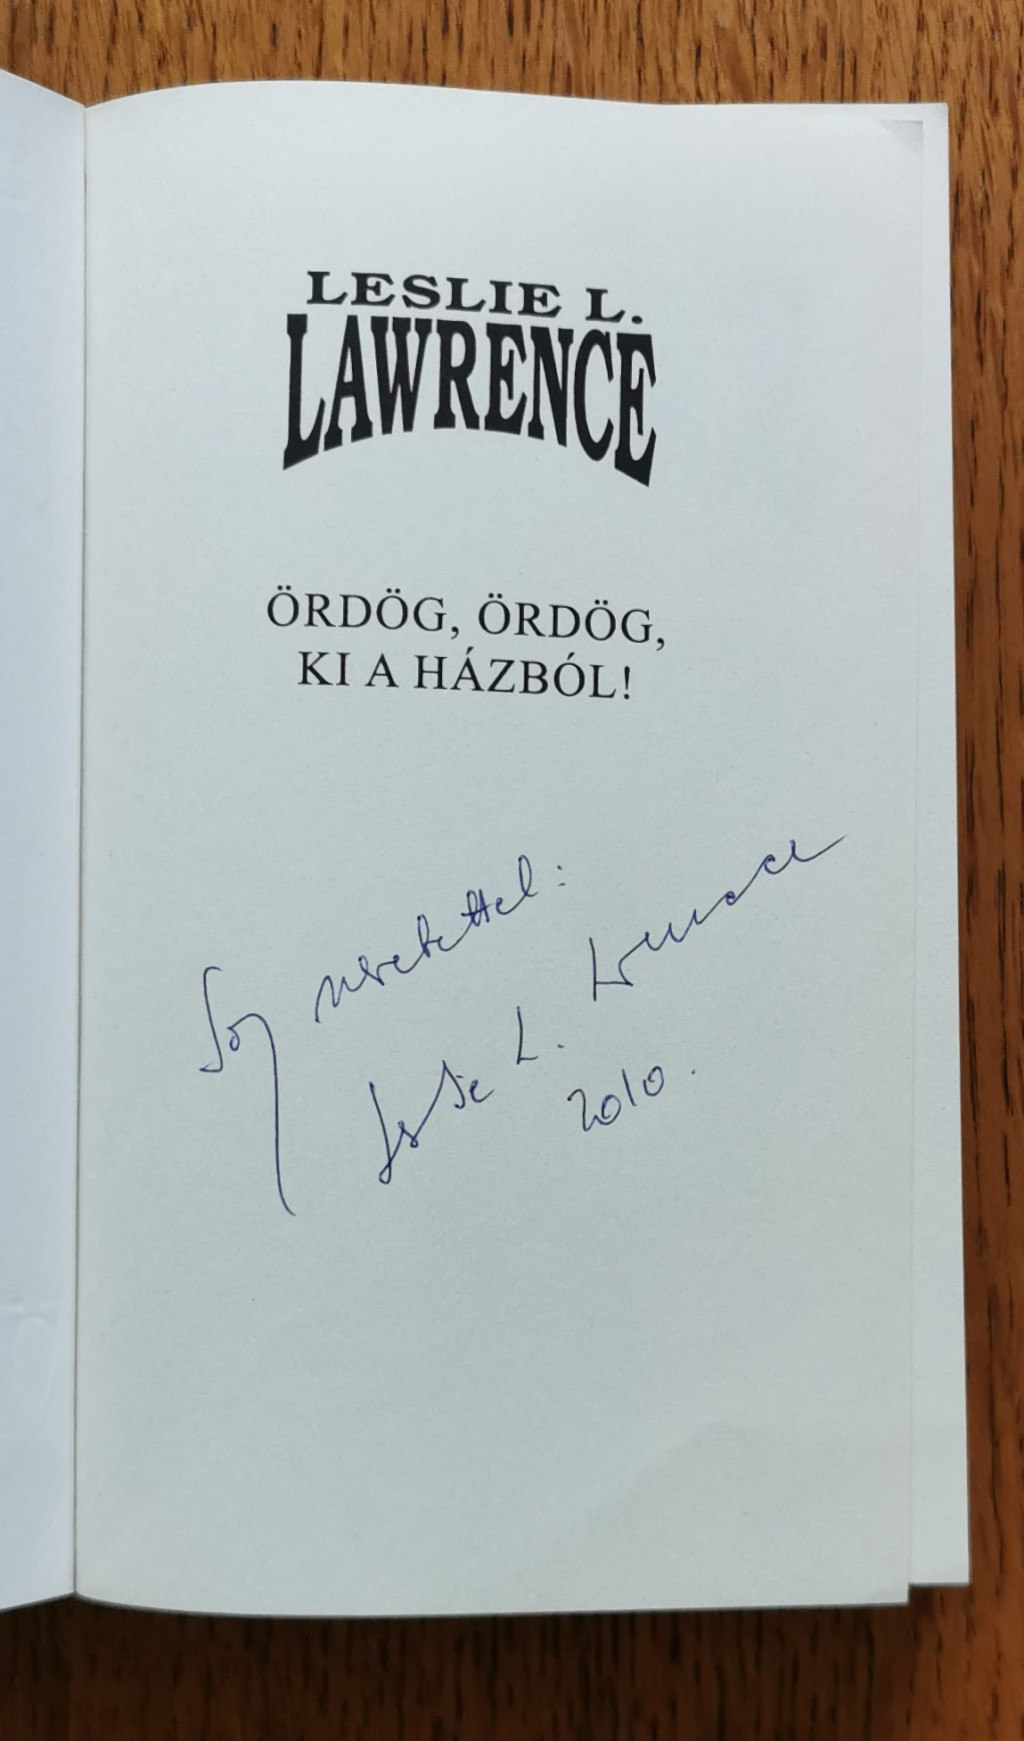 LESLIE L.
LAWRENCE
ÖRDÖG, ÖRDÖG,
KI A HÁZBÓL!
Sok szeretettel:
Leslie L. Lawrence
2010.